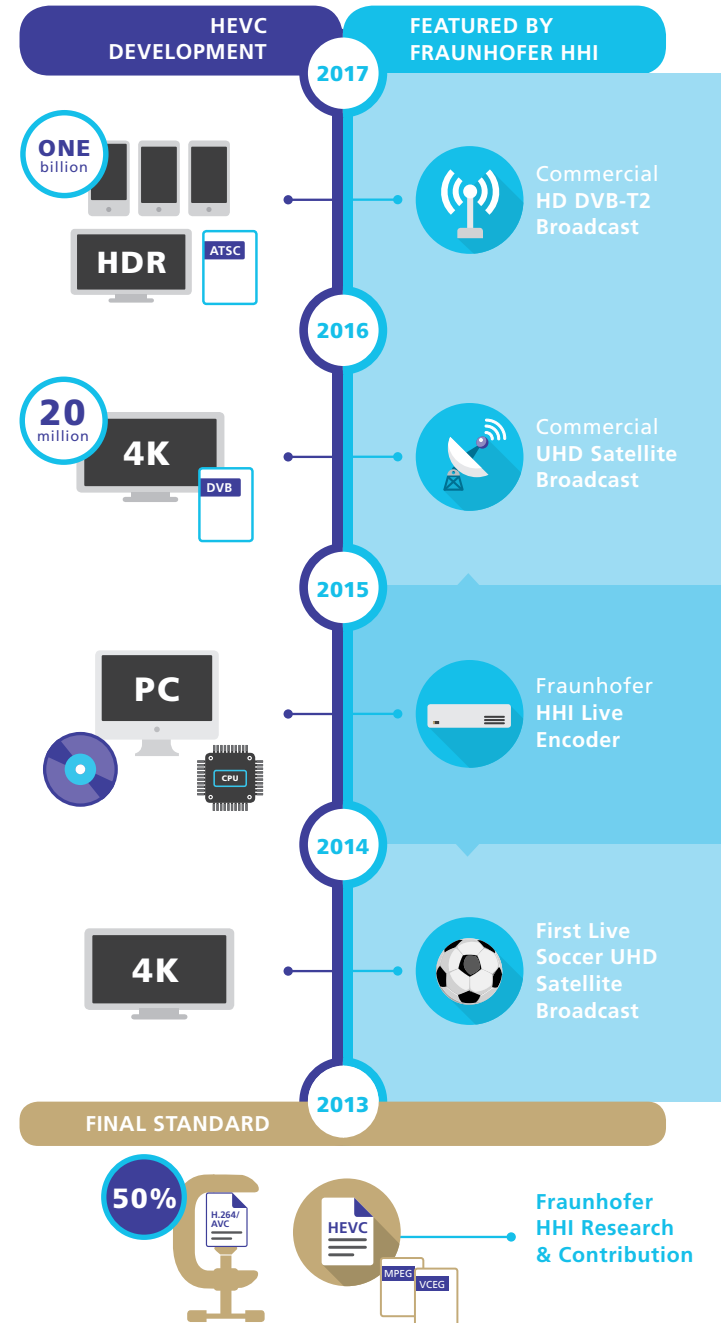 HEVC
DEVELOPMENT
FEATURED BY
FRAUNHOFER HHI
2017
ONE
billion
HDR
ATSC
Commercial
HD DVB-T2
Broadcast
2016
20
million
4K
DVB
Commercial
UHD Satellite
Broadcast
2015
PC
CPU
Fraunhofer
HHI Live
Encoder
2014
4K
First Live
Soccer UHD
Satellite
Broadcast
2013
FINAL STANDARD
50%
H.264/
AVC
HEVC
MPEG
VCEG
Fraunhofer
HHI Research
& Contribution